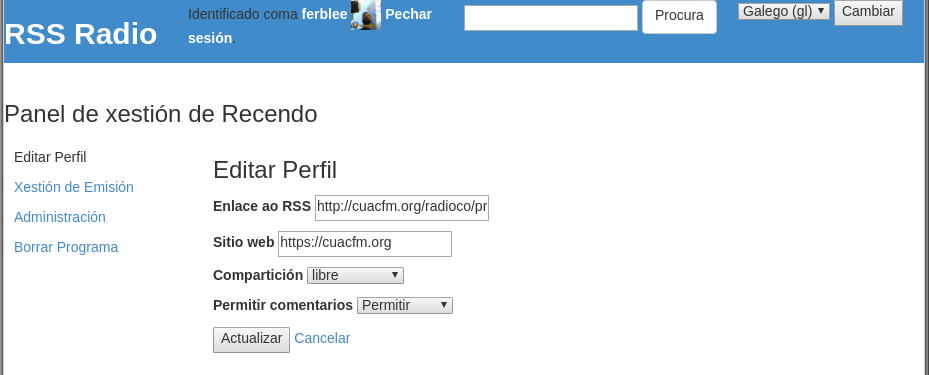 RSS Radio
Identificado coma ferblee Pechar
sesión.
Procura
Galego (gl)
Cambiar
Panel de xestión de Recendo
Editar Perfil
Xestión de Emisión
Administración
Borrar Programa
Editar Perfil
Enlace ao RSS http://cuacfm.org/radioco/pr
Sitio web https://cuacfm.org
Compartición libre
Permitir comentarios Permitir
Actualizar Cancelar